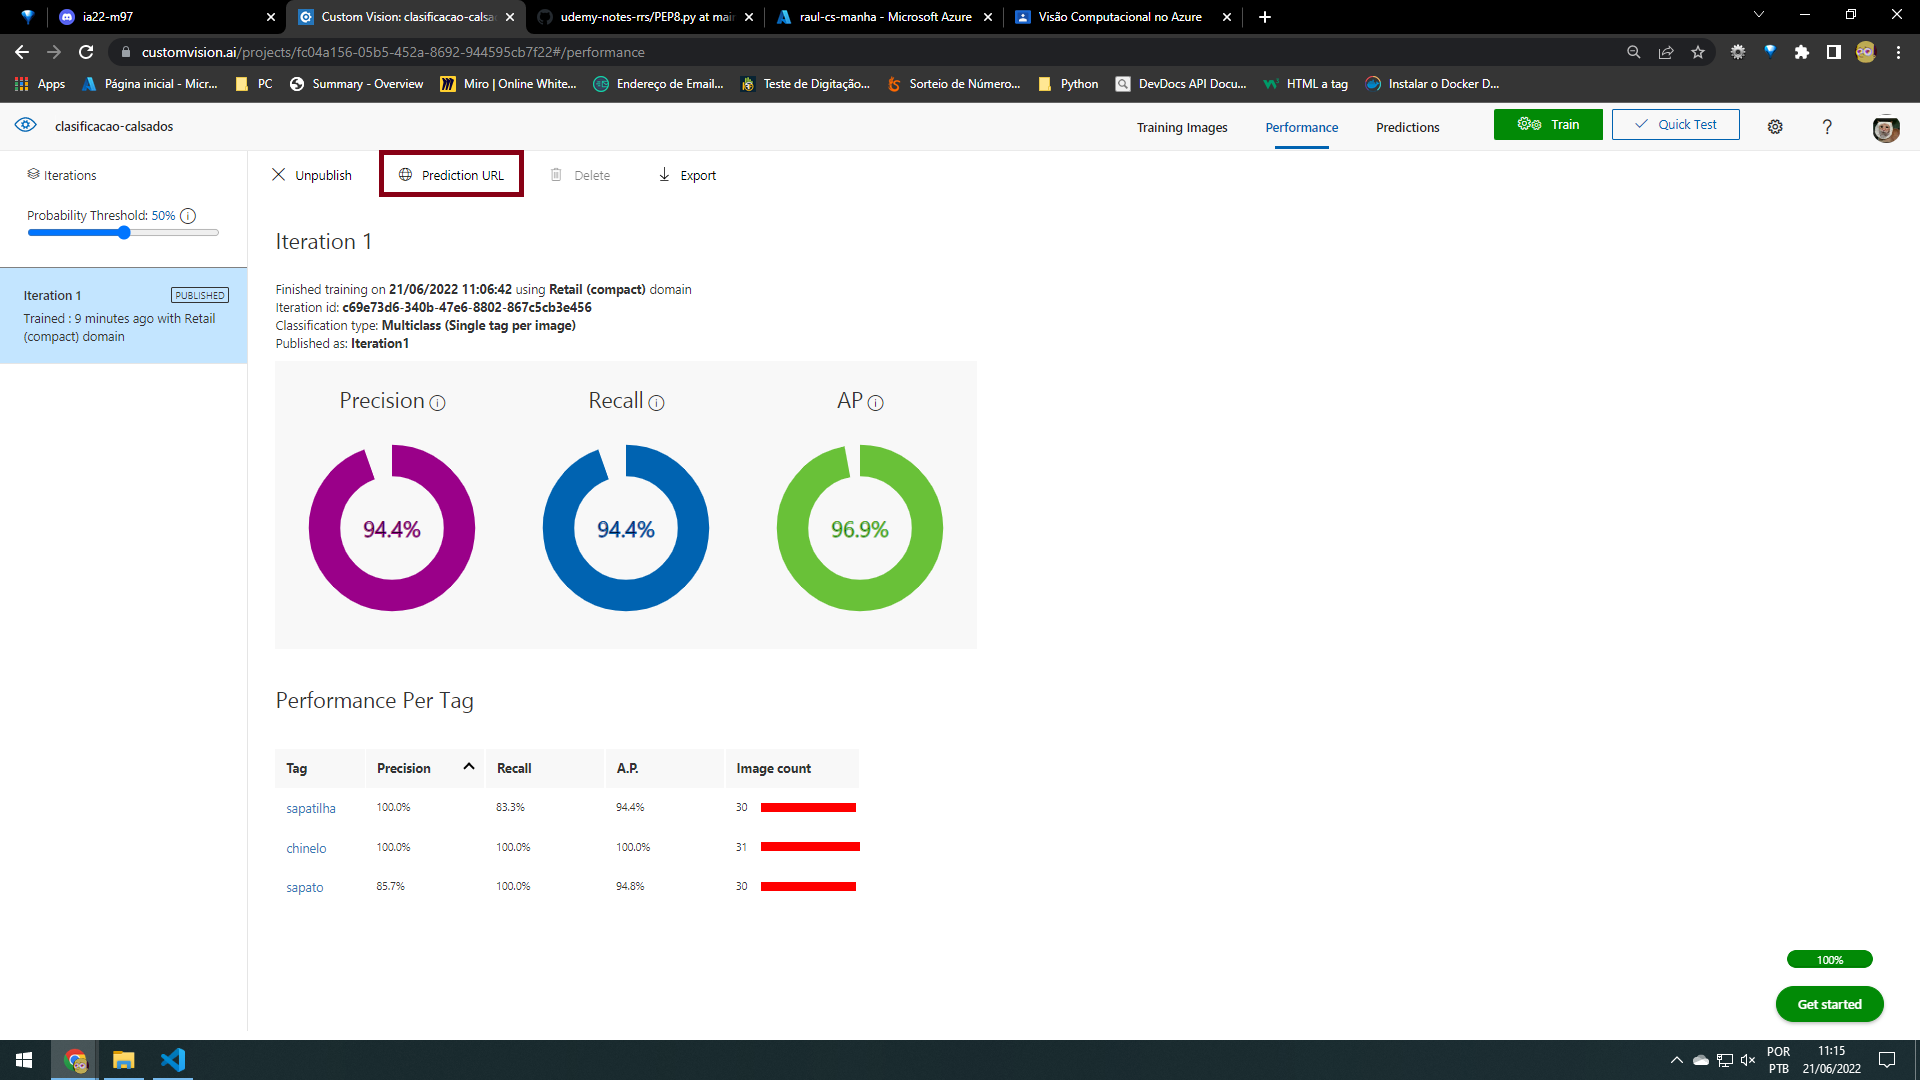 ia22-m97
Custom Vision: clasificacao-calsa
udemy-notes-rrs/PEP8.py at mai
raul-cs-manha - Microsoft Azure
Visão Computacional no Azure
customvision.ai/projects/fc04a156-05b5-452a-8692-944595cb7f22#/performance
Apps
Página inicial - Micr...
PC
Summary - Overview
Miro | Online White...
Endereço de Email...
Teste de Digitação...
Sorteio de Número...
Python
DevDocs API Docu...
HTML a tag
Instalar o Docker D...
clasificacao-calsados
Training Images
Performance
Predictions
Train
Quick Test
?
Iterations
Unpublish
Prediction URL
Delete
Export
Probability Threshold: 50%
Iteration 1
PUBLISHED
Trained : 9 minutes ago with Retail
(compact) domain
Iteration 1
Finished training on 21/06/2022 11:06:42 using Retail (compact) domain
Iteration id: c69e73d6-340b-47e6-8802-867c5cb3e456
Classification type: Multiclass (Single tag per image)
Published as: Iteration1
Precision
Recall
AP
94.4%
94.4%
96.9%
Performance Per Tag
Tag Precision Recall A.P. Image count
sapatilha 100.0% 83.3% 94.4% 30
chinelo 100.0% 100.0% 100.0% 31
sapato 85.7% 100.0% 94.8% 30
100%
Get started
POR
PTB
11:15
21/06/2022